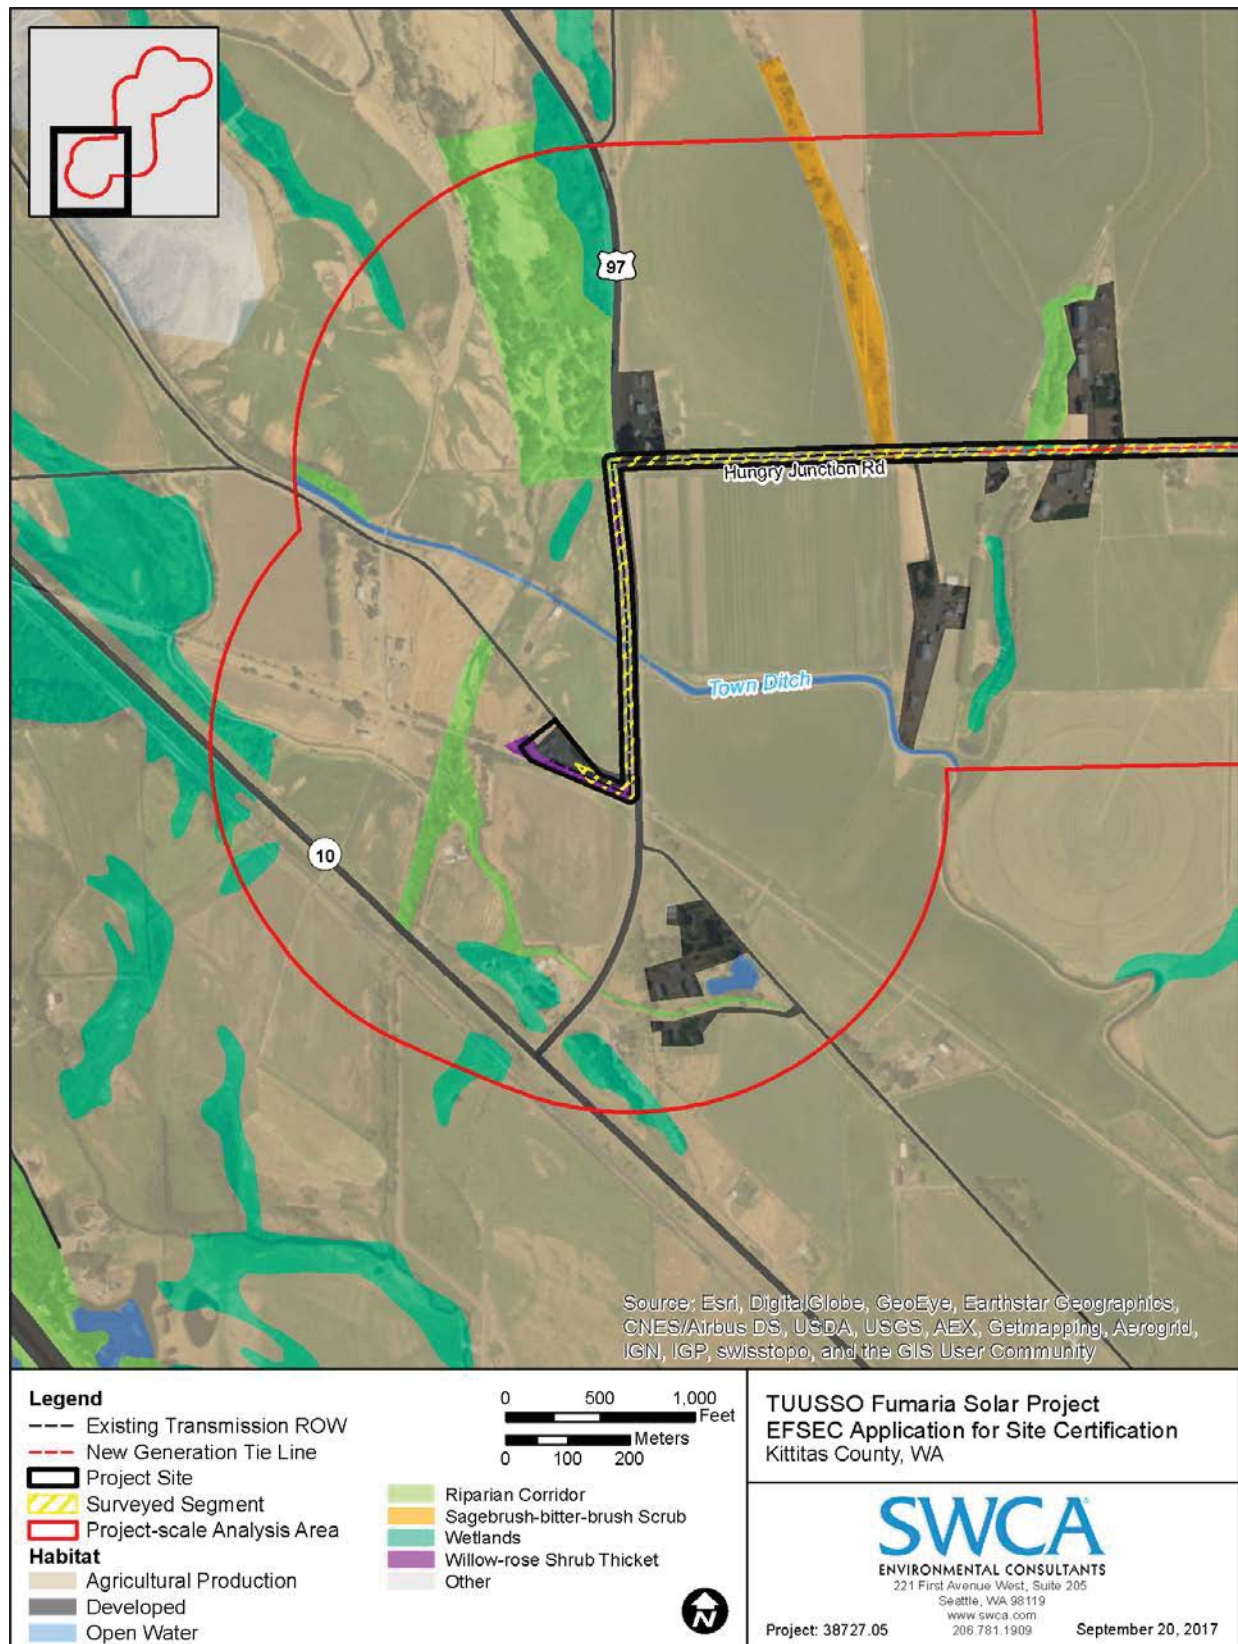 97
Hungry Junction Rd
Town Ditch
10
Source: Esri, DigitalGlobe, GeoEye, Earthstar Geographics,
CNES/Airbus DS, USDA, USGS, AEX, Getmapping, Aerogrid,
IGN, IGP, swisstopo, and the GIS User Community
Legend
Existing Transmission ROW
New Generation Tie Line
Project Site
Surveyed Segment
Project-scale Analysis Area
Habitat
Agricultural Production
Developed
Open Water
0 500 1,000
Feet
Meters
0 100 200
Riparian Corridor
Sagebrush-bitter-brush Scrub
Wetlands
Willow-rose Shrub Thicket
Other
N
TUUSSO Fumaria Solar Project
EFSEC Application for Site Certification
Kittitas County, WA
SWCA
ENVIRONMENTAL CONSULTANTS
221 First Avenue West, Suite 205
Seattle, WA 98119
www.swca.com
206.781.1909
Project: 38727.05
September 20, 2017